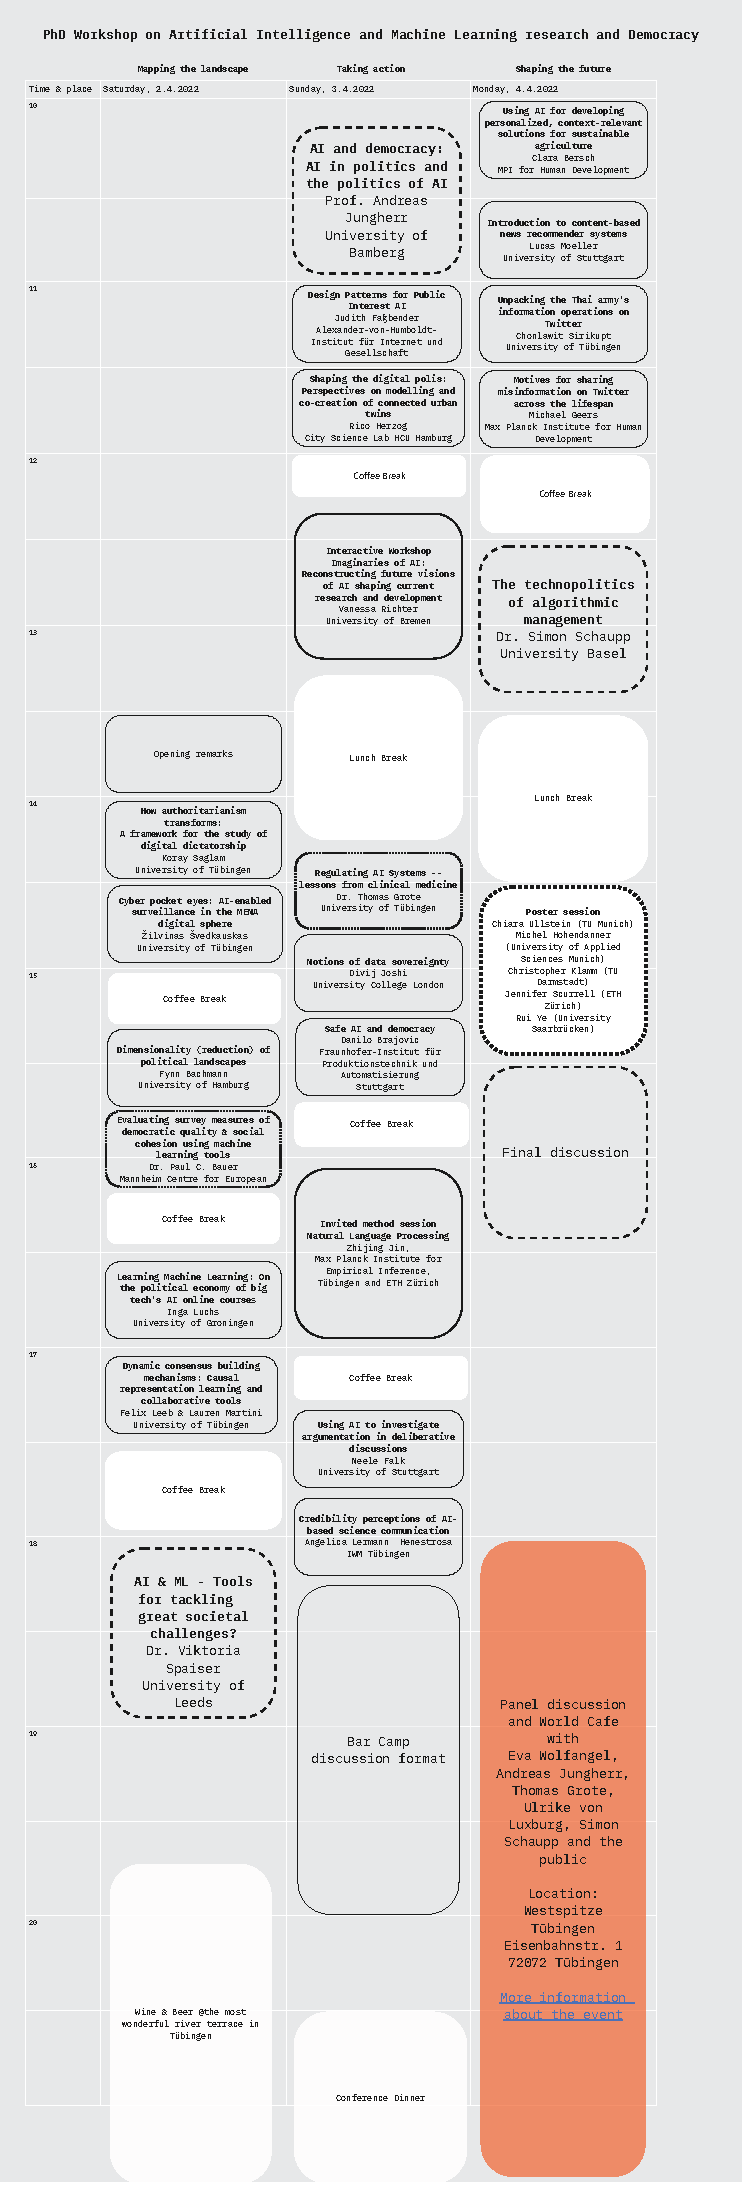 PhD Workshop on Artificial Intelligence and Machine Learning research and Democracy
Mapping the landscape
Taking action
Shaping the future
Time & place
Saturday, 2.4.2022
Sunday, 3.4.2022
Monday, 4.4.2022
10
11
12
13
14
15
16
17
18
19
20
Opening remarks
How authoritarianism
transforms:
A framework for the study of
digital dictatorship
Koray Saglam
University of Tübingen
Cyber pocket eyes: AI-enabled
surveillance in the MENA
digital sphere
Žilvinas Švedkauskas
University of Tübingen
Coffee Break
Dimensionality (reduction) of
political landscapes
Fynn Bachmann
University of Hamburg
Evaluating survey measures of
democratic quality & social
cohesion using machine
learning tools
Dr. Paul C. Bauer
Mannheim Centre for European
Coffee Break
Learning Machine Learning: On
the political economy of big
tech's AI online courses
Inga Luchs
University of Groningen
Dynamic consensus building
mechanisms: Causal
representation learning and
collaborative tools
Felix Leeb & Lauren Martini
University of Tübingen
Coffee Break
AI & ML - Tools
for tackling
great societal
challenges?
Dr. Viktoria
Spaiser
University of
Leeds
Wine & Beer @the most
wonderful river terrace in
Tübingen
AI and democracy:
AI in politics and
the politics of AI
Prof. Andreas
Jungherr
University of
Bamberg
Design Patterns for Public
Interest AI
Judith Faßbender
Alexander-von-Humboldt-
Institut für Internet und
Gesellschaft
Shaping the digital polis:
Perspectives on modelling and
co-creation of connected urban
twins
Rico Herzog
City Science Lab HCU Hamburg
Coffee Break
Interactive Workshop
Imaginaries of AI:
Reconstructing future visions
of AI shaping current
research and development
Vanessa Richter
University of Bremen
Lunch Break
Regulating AI Systems --
lessons from clinical medicine
Dr. Thomas Grote
University of Tübingen
Notions of data sovereignty
Divij Joshi
University College London
Safe AI and democracy
Danilo Brajovic
Fraunhofer-Institut für
Produktionstechnik und
Automatisierung
Stuttgart
Coffee Break
Invited method session
Natural Language Processing
Zhijing Jin,
Max Planck Institute for
Empirical Inference,
Tübingen and ETH Zürich
Coffee Break
Using AI to investigate
argumentation in deliberative
discussions
Neele Falk
University of Stuttgart
Credibility perceptions of AI-
based science communication
Angelica Lermann Henestrosa
IWM Tübingen
Bar Camp
discussion format
Conference Dinner
Using AI for developing
personalized, context-relevant
solutions for sustainable
agriculture
Clara Bersch
MPI for Human Development
Introduction to content-based
news recommender systems
Lucas Moeller
University of Stuttgart
Unpacking the Thai army's
information operations on
Twitter
Chonlawit Sirikupt
University of Tübingen
Motives for sharing
misinformation on Twitter
across the lifespan
Michael Geers
Max Planck Institute for Human
Development
Coffee Break
The technopolitics
of algorithmic
management
Dr. Simon Schaupp
University Basel
Lunch Break
Poster session
Chiara Ullstein (TU Munich)
Michel Hohendanner
(University of Applied
Sciences Munich)
Christopher Klamm (TU
Darmstadt)
Jennifer Scurrell (ETH
Zürich)
Rui Ye (University
Saarbrücken)
Final discussion
Panel discussion
and World Cafe
with
Eva Wolfangel,
Andreas Jungherr,
Thomas Grote,
Ulrike von
Luxburg, Simon
Schaupp and the
public
Location:
Westspitze
Tübingen
Eisenbahnstr. 1
72072 Tübingen
More information
about the event